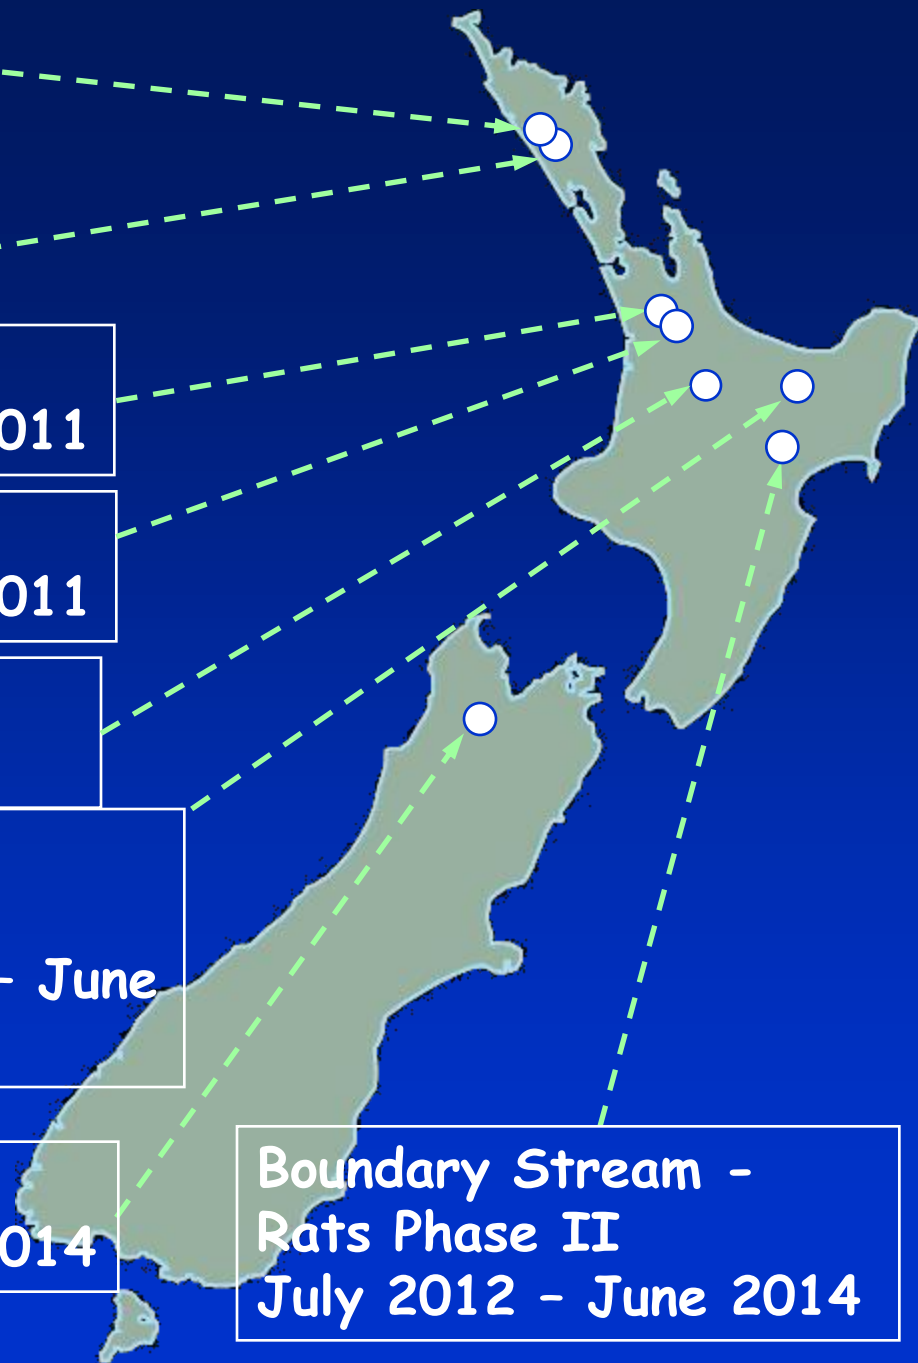 011
011
– June
014
Boundary Stream -
Rats Phase II
July 2012 – June 2014